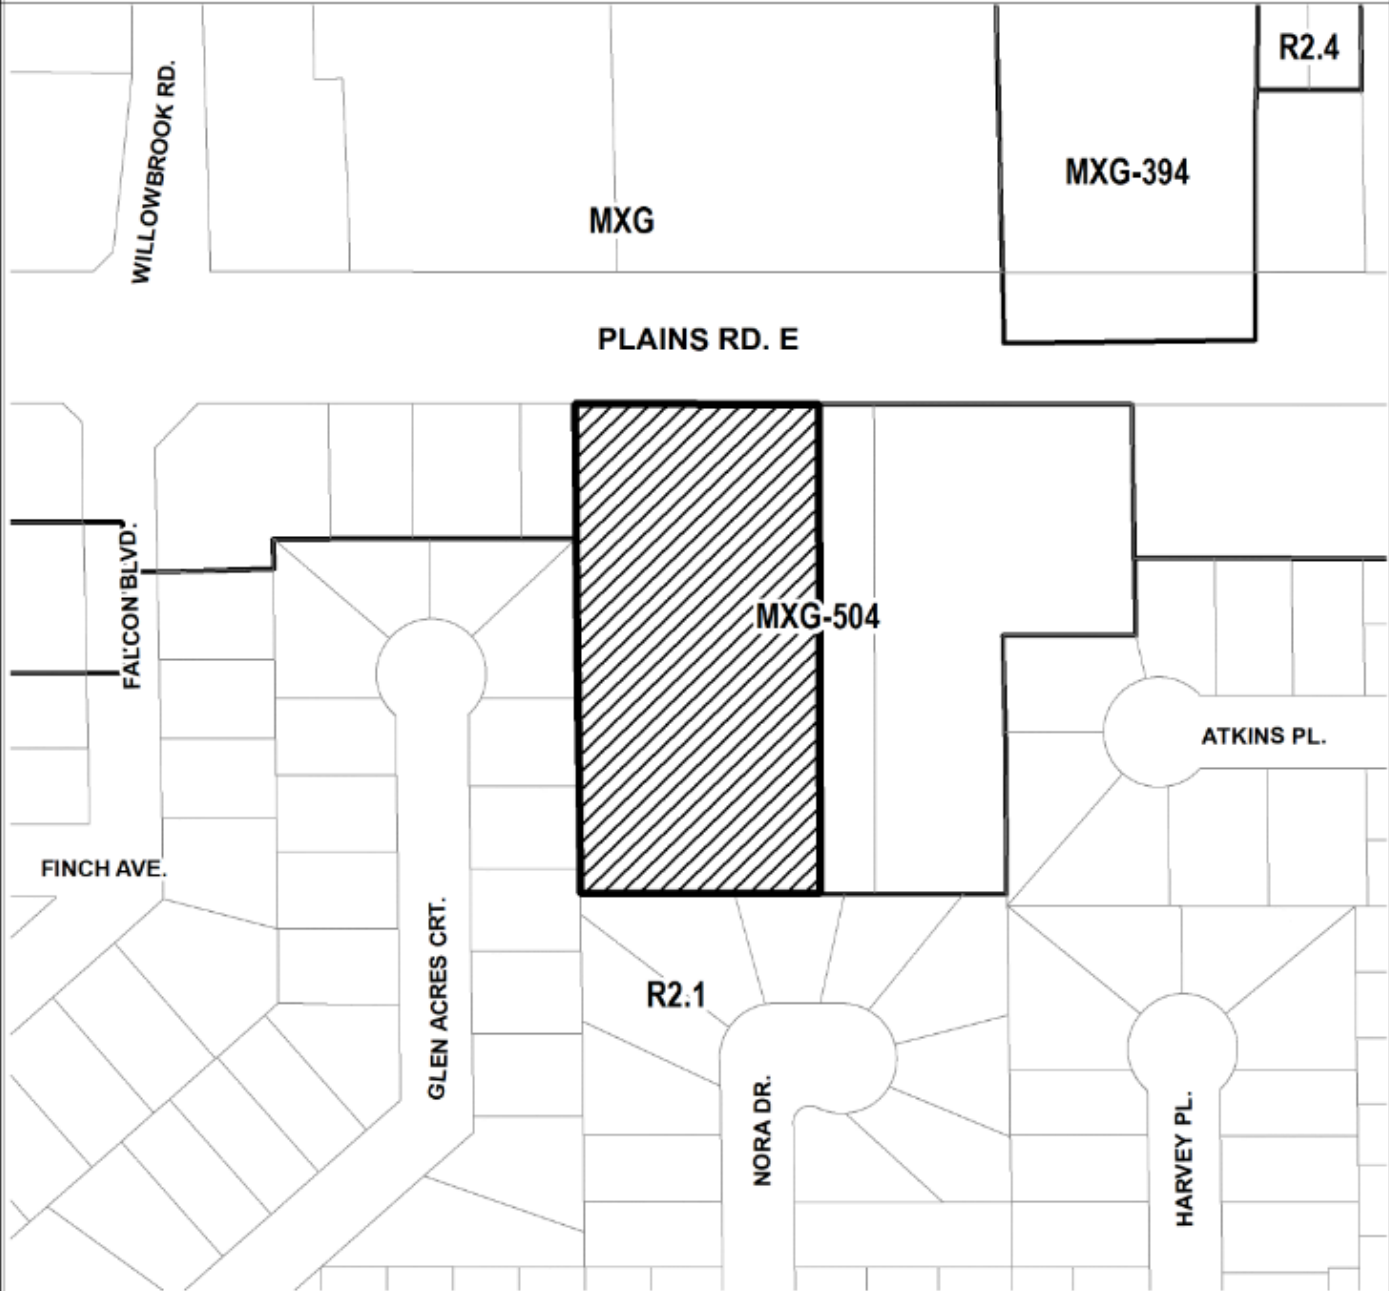 R2.4
WILLOWBROOK RD.
MXG-394
MXG
PLAINS RD. E
FALCON BLVD.
MXG-504
ATKINS PL.
FINCH AVE.
GLEN ACRES CRT.
R2.1
NORA DR.
HARVEY PL.